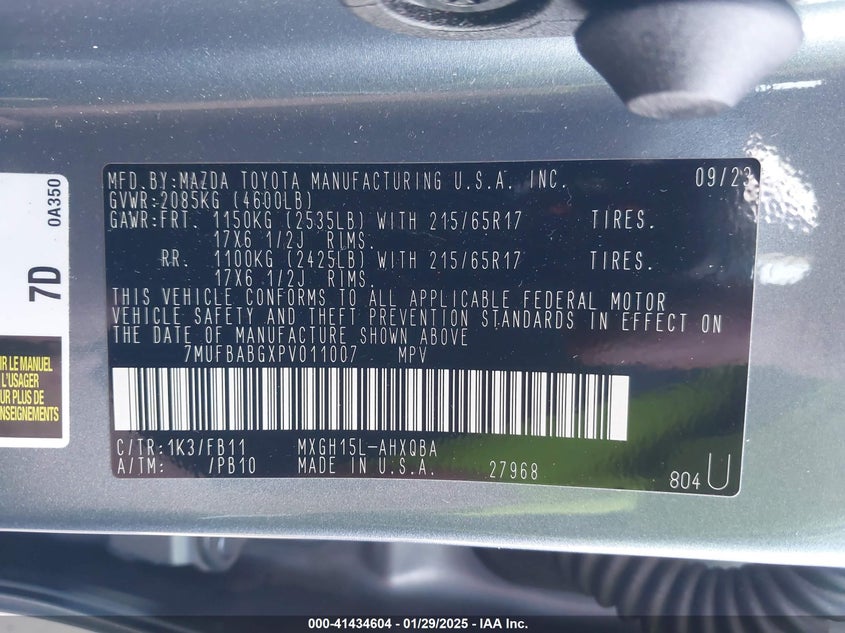 MFD.BY:MAZDA TOYOTA MANUFACTURING U.S.A. INC. 09/23
GVWR:2085KG (4600LB)
GAWR:FRT. 1150KG (2535LB) WITH 215/65R17 TIRES.
17X6 1/2J RIMS.
RR. 1100KG (2425LB) WITH 215/65R17 TIRES.
17X6 1/2J RIMS.
THIS VEHICLE CONFORMS TO ALL APPLICABLE FEDERAL MOTOR
VEHICLE SAFETY AND THEFT PREVENTION STANDARDS IN EFFECT ON
THE DATE OF MANUFACTURE SHOWN ABOVE
7MUFBABGXPV011007 MPV
C/TR:1K3/FB11 MXGH15L-AHXQBA
A/TM: /PB10 MADE IN U.S.A. 27968
804U
7D 0A350
LE MANUEL
L'USAGER
PLUS DE
000-41434604 — 01/29/2025 — IAA Inc.